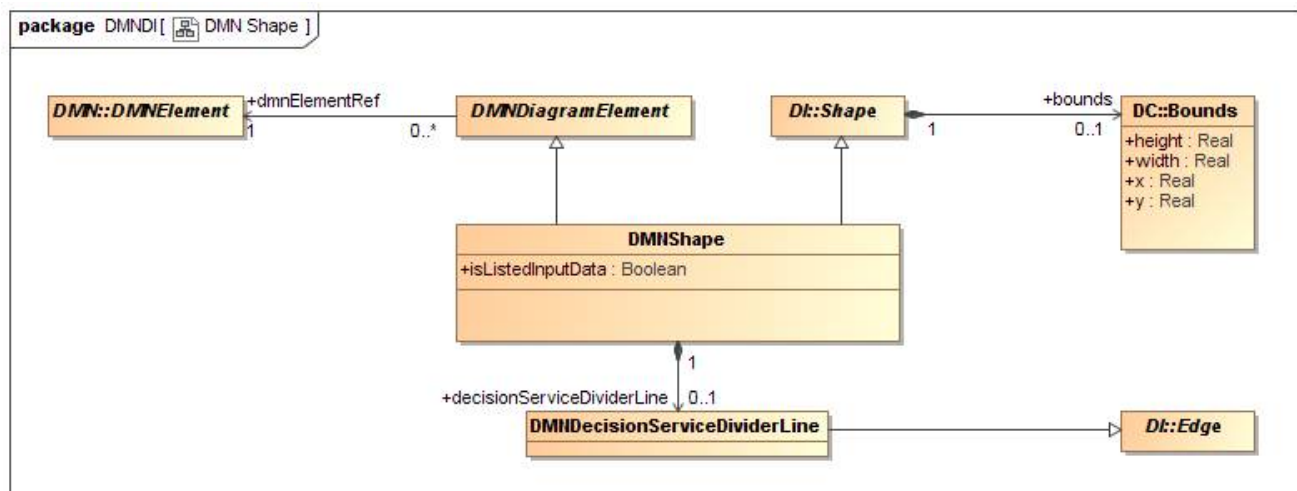 package DMNDI[ DMN Shape ]
DMN::DMNElement
+dmnElementRef
1
0..*
DMNDiagramElement
DI::Shape
1
+bounds
0..1
DC::Bounds
+height : Real
+width : Real
+x : Real
+y : Real
DMNShape
+isListedInputData : Boolean
1
+decisionServiceDividerLine
0..1
DMNDecisionServiceDividerLine
DI::Edge